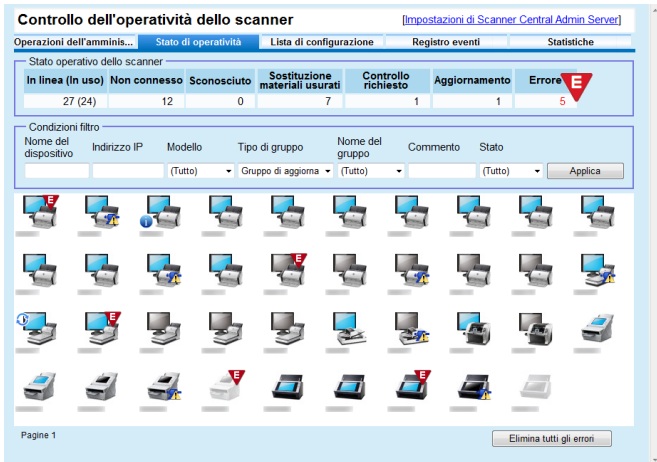 Controllo dell'operatività dello scanner
[Impostazioni di Scanner Central Admin Server]
Operazioni dell'amminis... Stato di operatività Lista di configurazione Registro eventi Statistiche
Stato operativo dello scanner
In linea (In uso) Non connesso Sconosciuto Sostituzione materiali usurati Controllo richiesto Aggiornamento Errore E
27 (24) 12 0 7 1 1 5
Condizioni filtro
Nome del dispositivo Indirizzo IP Modello Tipo di gruppo Nome del gruppo Commento Stato
(Tutto) Gruppo di aggiorna (Tutto) (Tutto) Applica
E
E
E
E
E
Pagine 1
Elimina tutti gli errori